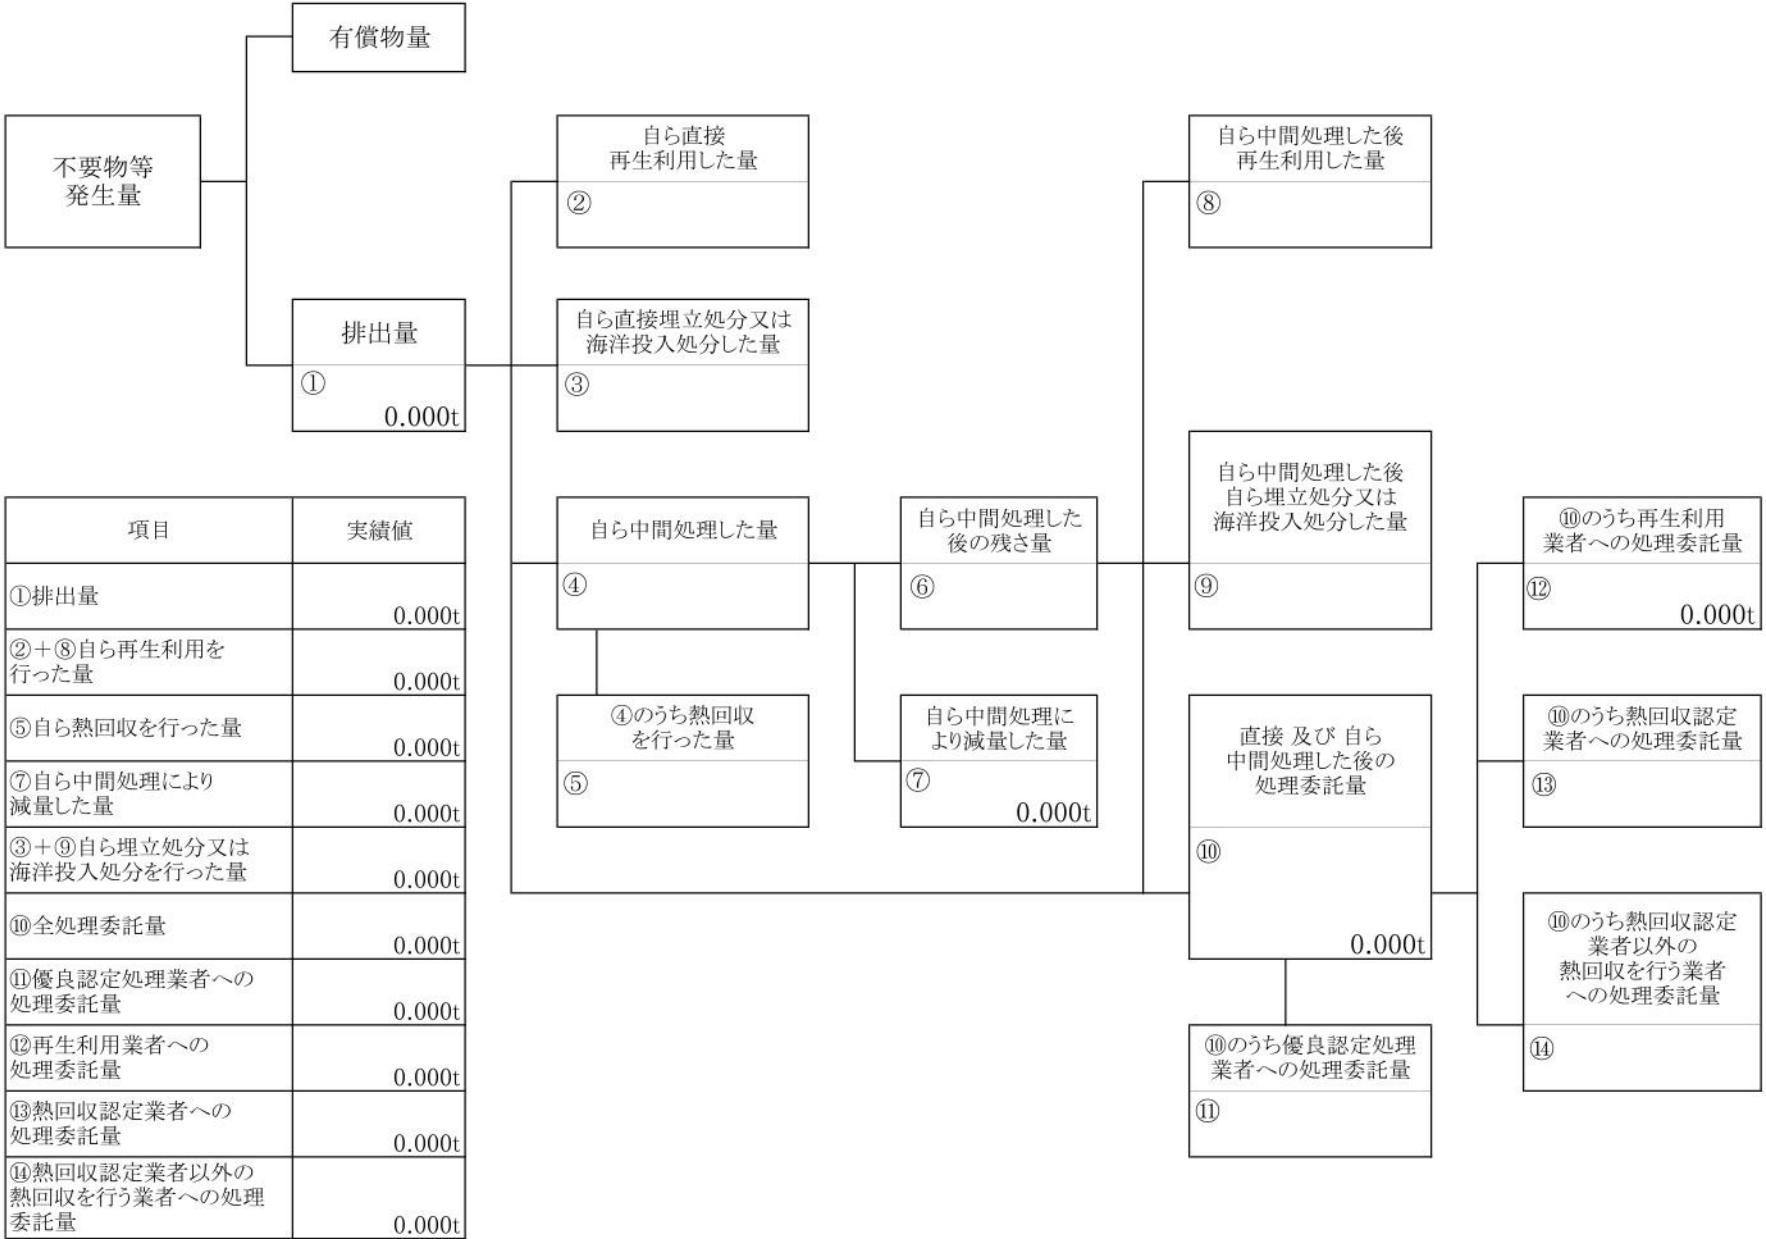 有償物量
不要物等
発生量
自ら直接
再生利用した量
②
自ら中間処理した後
再生利用した量
⑧
排出量
①
0.000t
自ら直接埋立処分又は
海洋投入処分した量
③
自ら中間処理した量
④
自ら中間処理した
後の残さ量
⑥
自ら中間処理した後
自ら埋立処分又は
海洋投入処分した量
⑨
⑩のうち再生利用
業者への処理委託量
⑫
0.000t
④のうち熱回収
を行った量
⑤
自ら中間処理に
より減量した量
⑦
0.000t
直接 及び 自ら
中間処理した後の
処理委託量
⑩
0.000t
⑩のうち熱回収認定
業者への処理委託量
⑬
⑩のうち熱回収認定
業者以外の
熱回収を行う業者
への処理委託量
⑭
⑩のうち優良認定処理
業者への処理委託量
⑪
項目
実績値
①排出量
0.000t
②+⑧自ら再生利用を
行った量
0.000t
⑤自ら熱回収を行った量
0.000t
⑦自ら中間処理により
減量した量
0.000t
③+⑨自ら埋立処分又は
海洋投入処分を行った量
0.000t
⑩全処理委託量
0.000t
⑪優良認定処理業者への
処理委託量
0.000t
⑫再生利用業者への
処理委託量
0.000t
⑬熱回収認定業者への
処理委託量
0.000t
⑭熱回収認定業者以外の
熱回収を行う業者への処理
委託量
0.000t